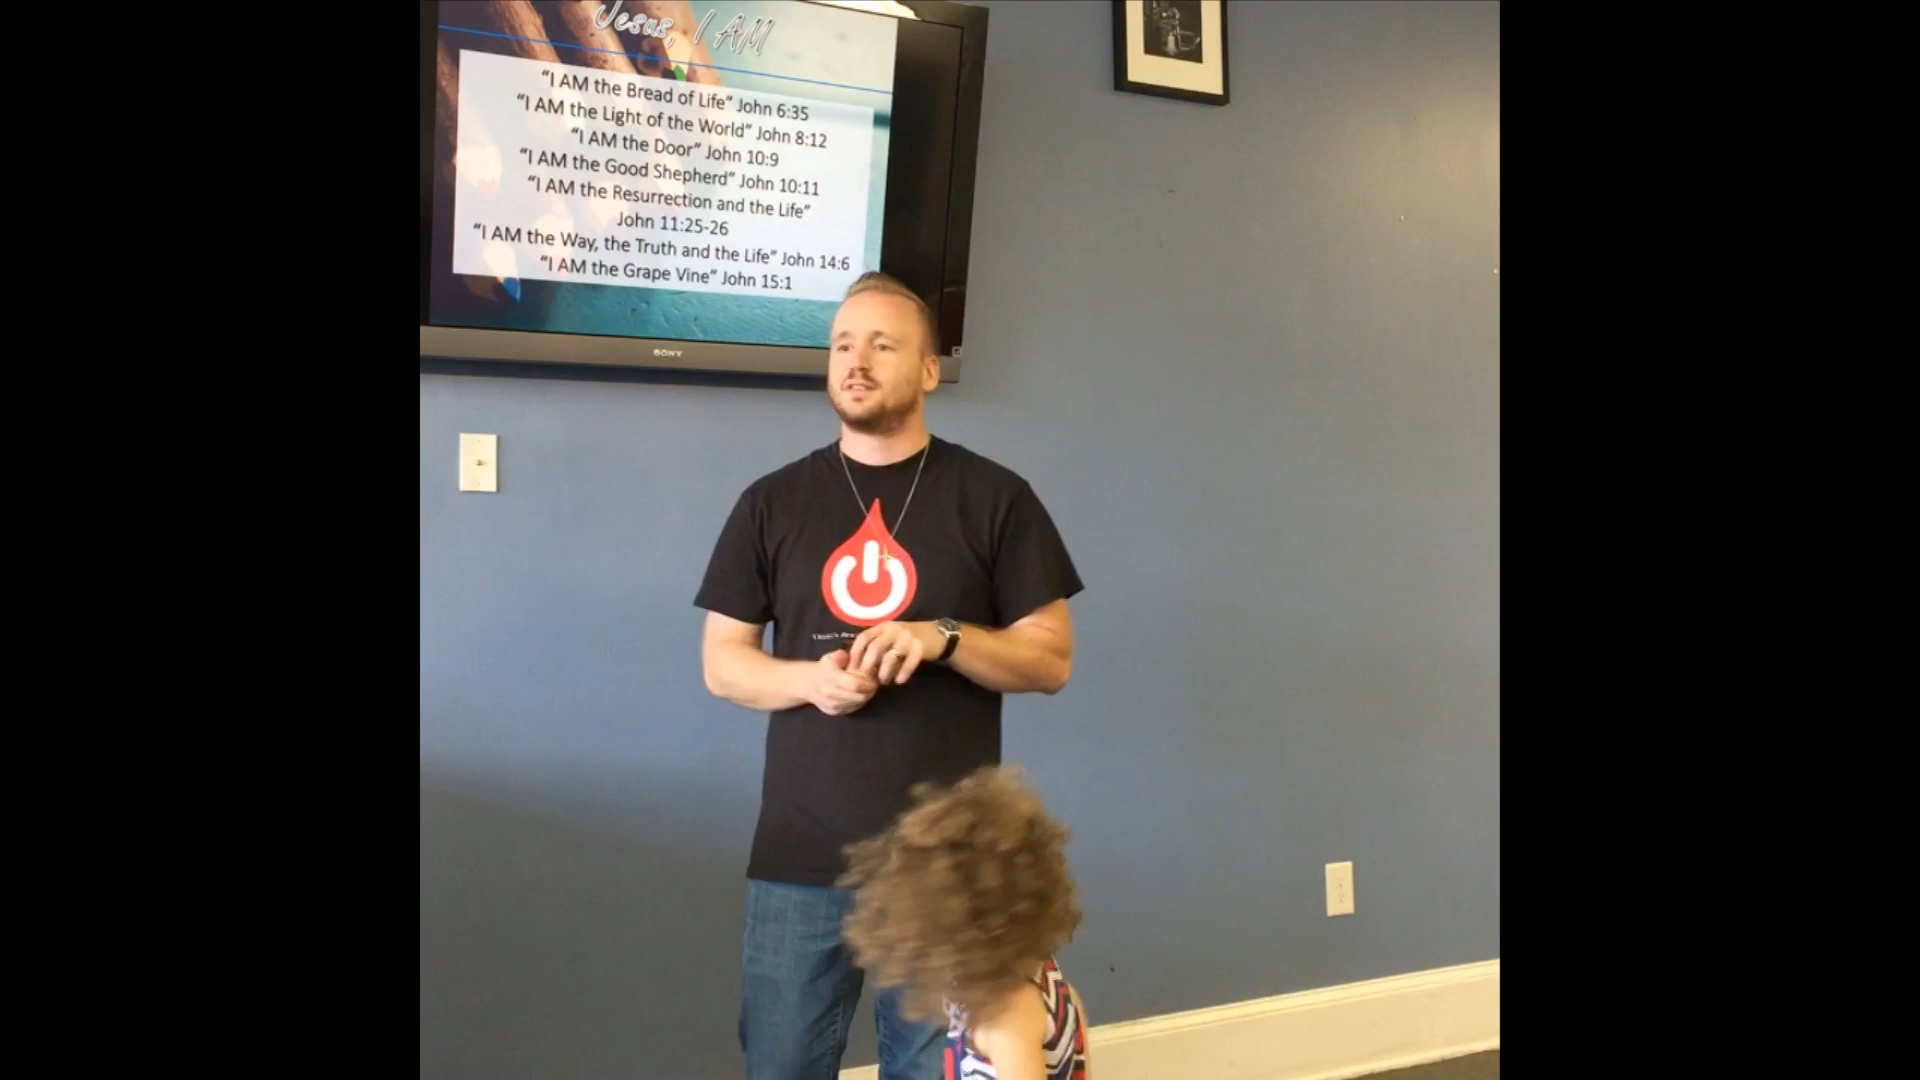 Jesus, I AM
“I AM the Bread of Life” John 6:35
“I AM the Light of the World” John 8:12
“I AM the Door” John 10:9
“I AM the Good Shepherd” John 10:11
“I AM the Resurrection and the Life”
John 11:25-26
“I AM the Way, the Truth and the Life” John 14:6
“I AM the Grape Vine” John 15:1
SONY